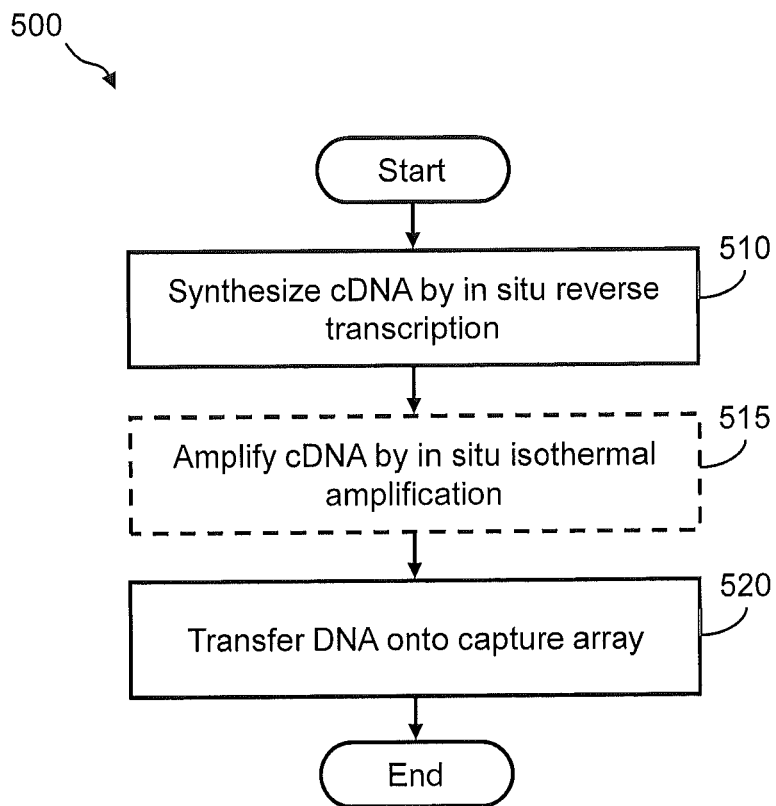 500
Start
510
Synthesize cDNA by in situ reverse
transcription
515
Amplify cDNA by in situ isothermal
amplification
520
Transfer DNA onto capture array
End